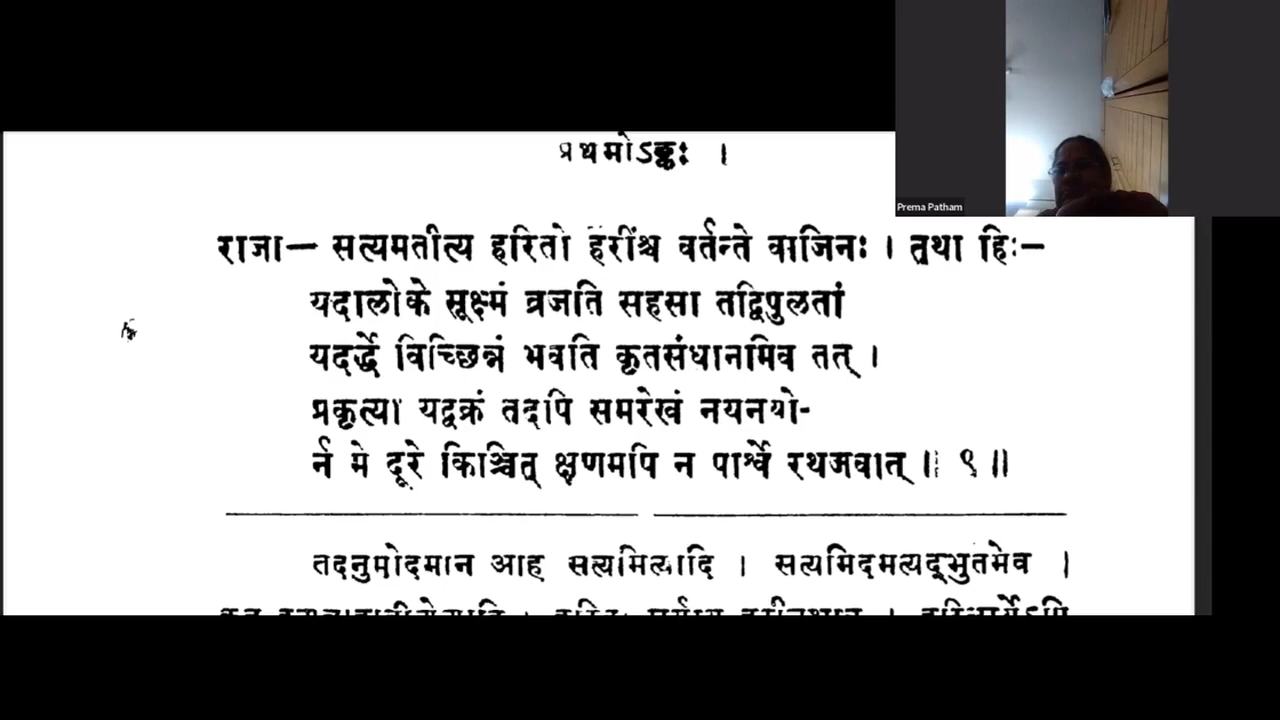 प्रथमोऽङ्कः ।
Prema Patham
राजा— सत्यमतीत्य हरितो हरींश्च वर्तन्ते वाजिनः । तथा हिः—
यदालोके सूक्ष्मं व्रजति सहसा तद्विपुलतां
यदर्द्धे विच्छिन्नं भवति कृतसंधानमिव तत् ।
प्रकृत्या यद्वक्रं तदपि समरेखं नयनयो-
र्न मे दूरे किञ्चित् क्षणमपि न पार्श्वे रथजवात् ॥ ९ ॥
तदनुमोदमान आह सत्यमित्यादि । सत्यमिदमत्यद्भुतमेव ।